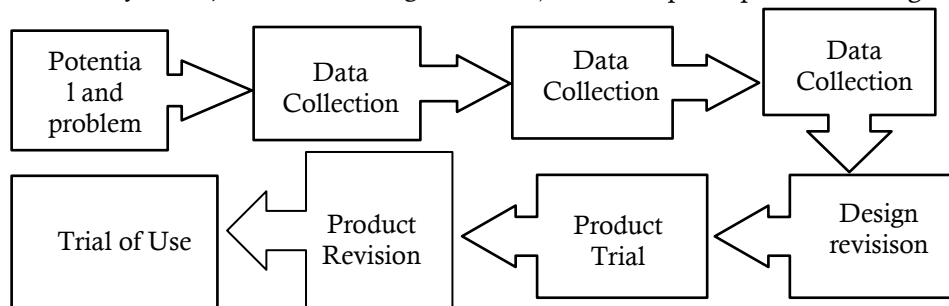 Potentia
l and
problem
Data
Collection
Data
Collection
Data
Collection
Design
revisison
Product
Trial
Product
Revision
Trial of Use